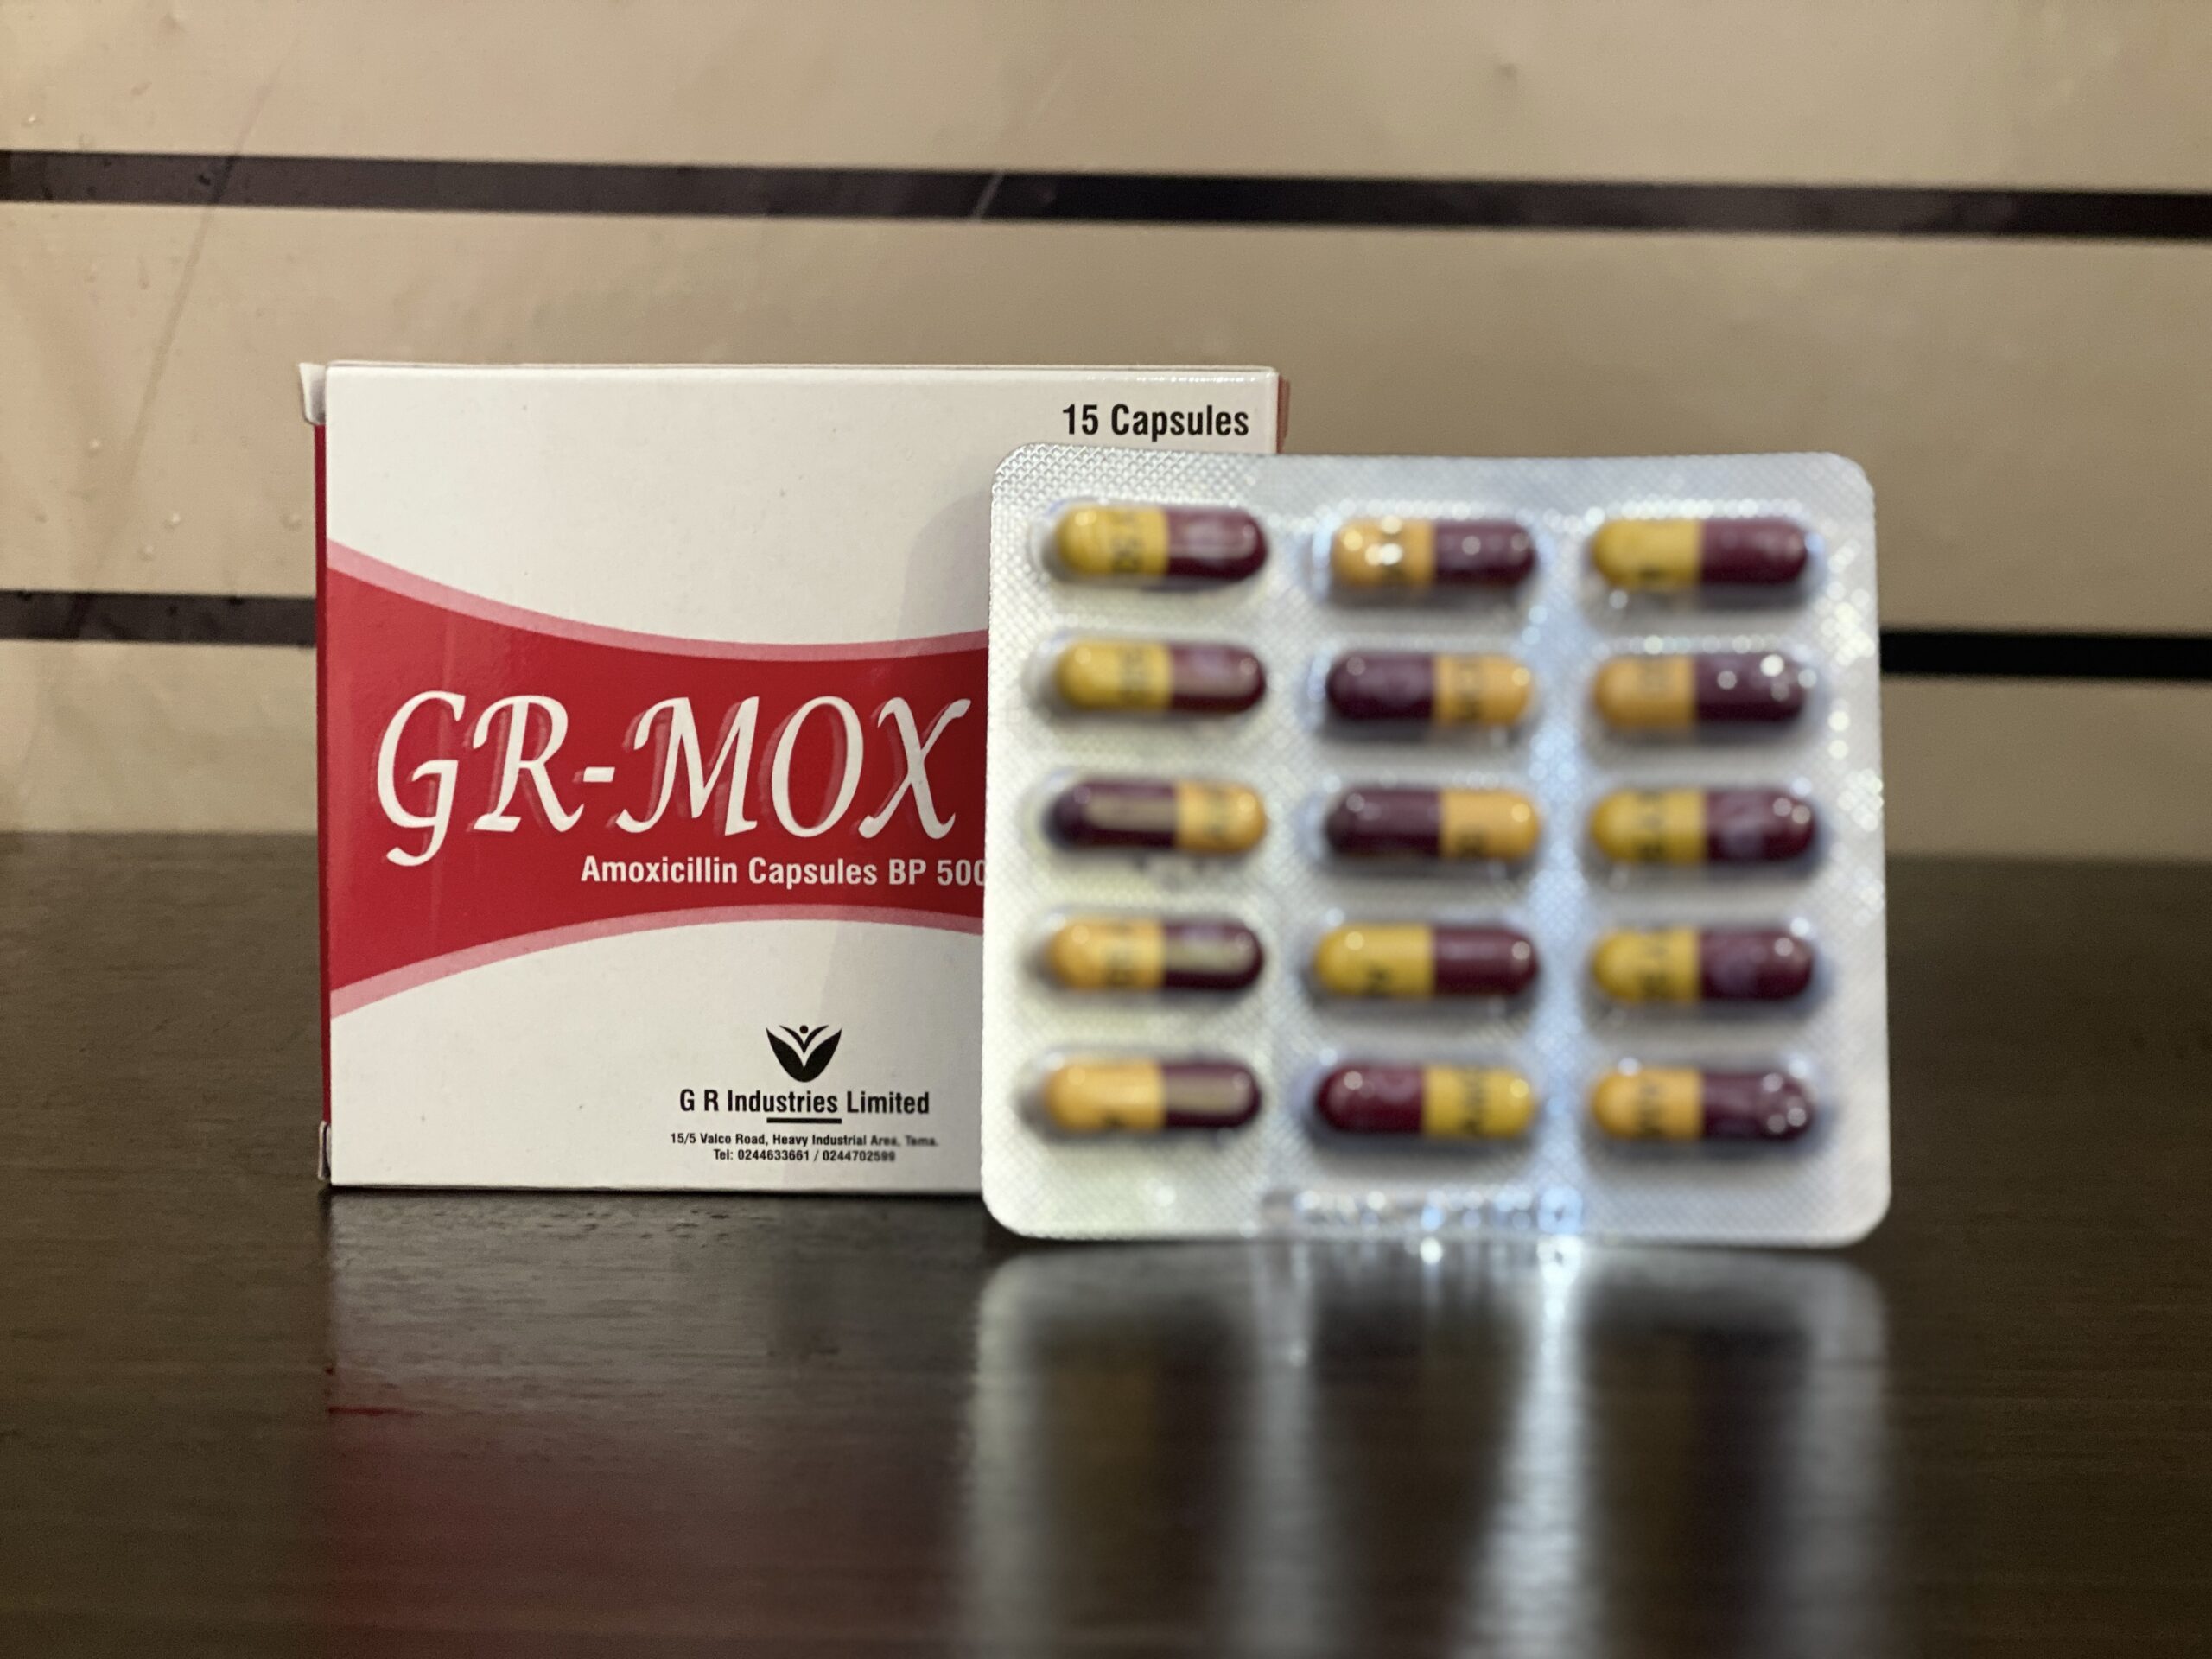 15 Capsules
GR-MOX
Amoxicillin Capsules BP 500
G R Industries Limited
15/5 Valco Road, Heavy Industrial Area, Tema.
Tel: 0244633661 / 0244702599